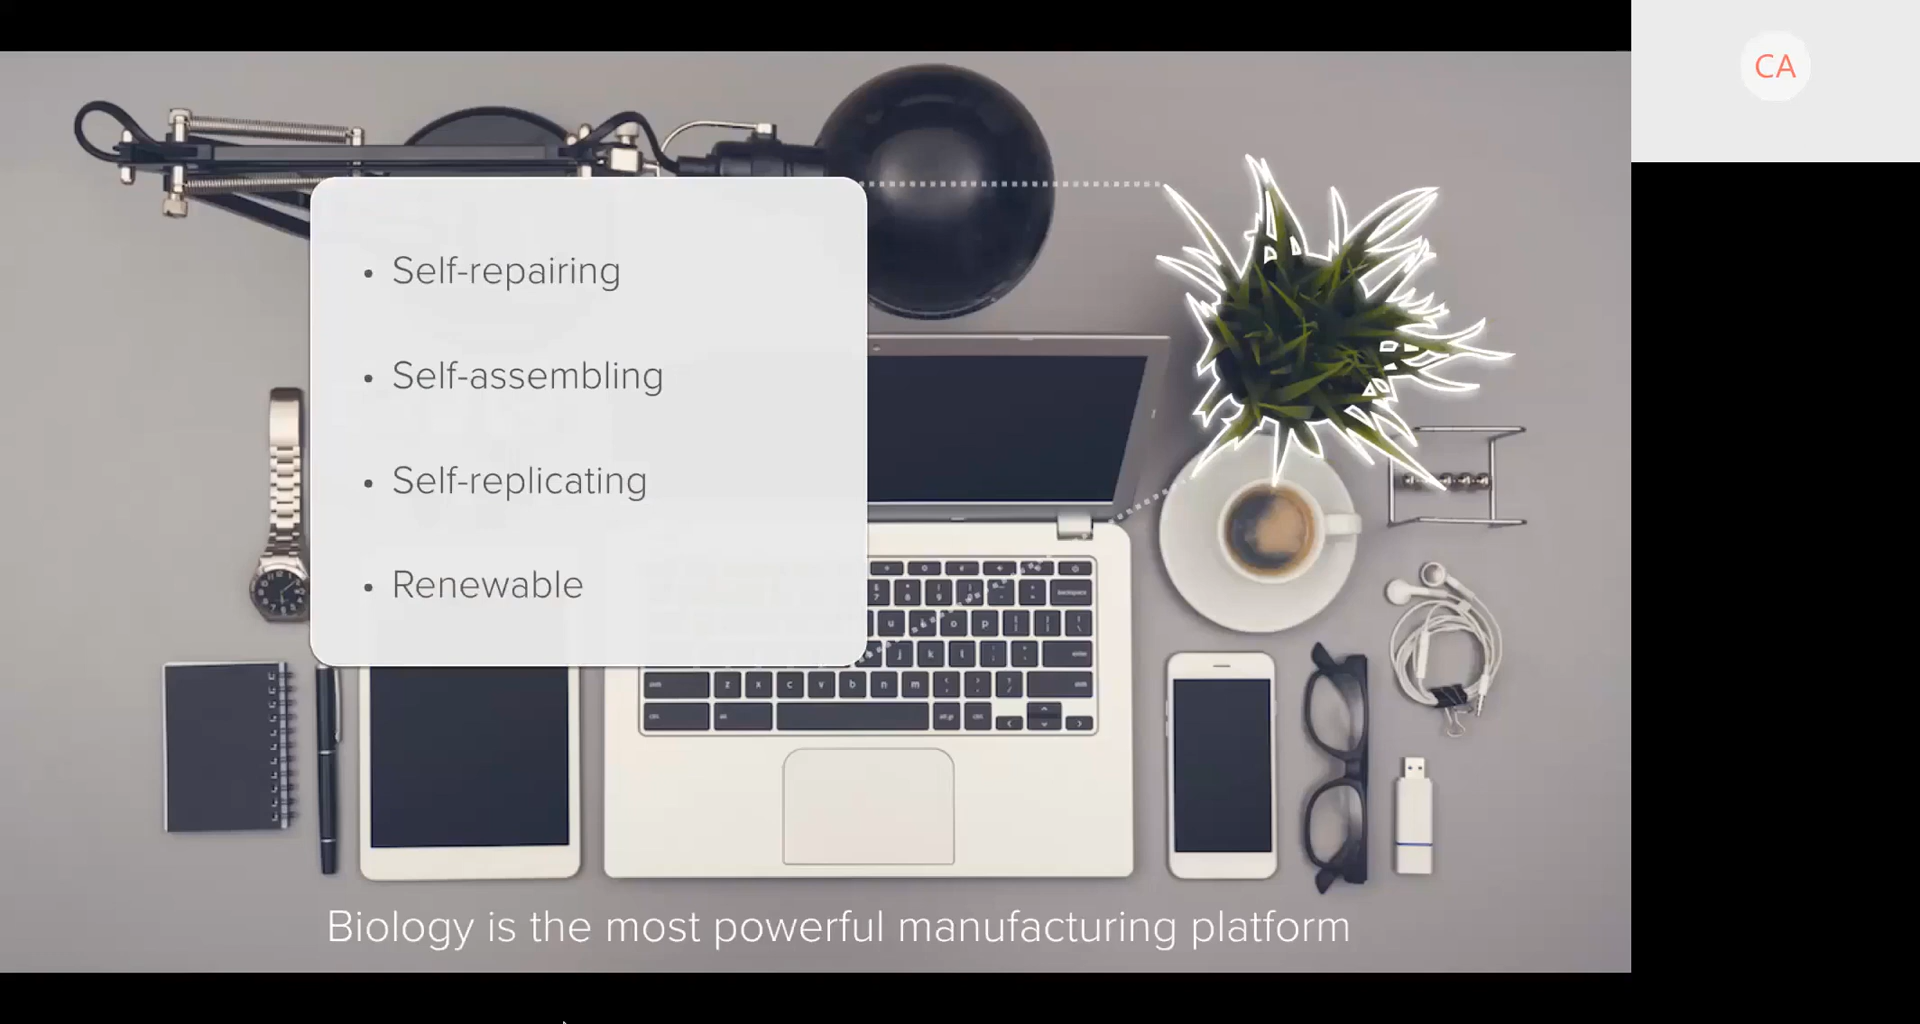 CA
• Self-repairing
• Self-assembling
• Self-replicating
• Renewable
Biology is the most powerful manufacturing platform